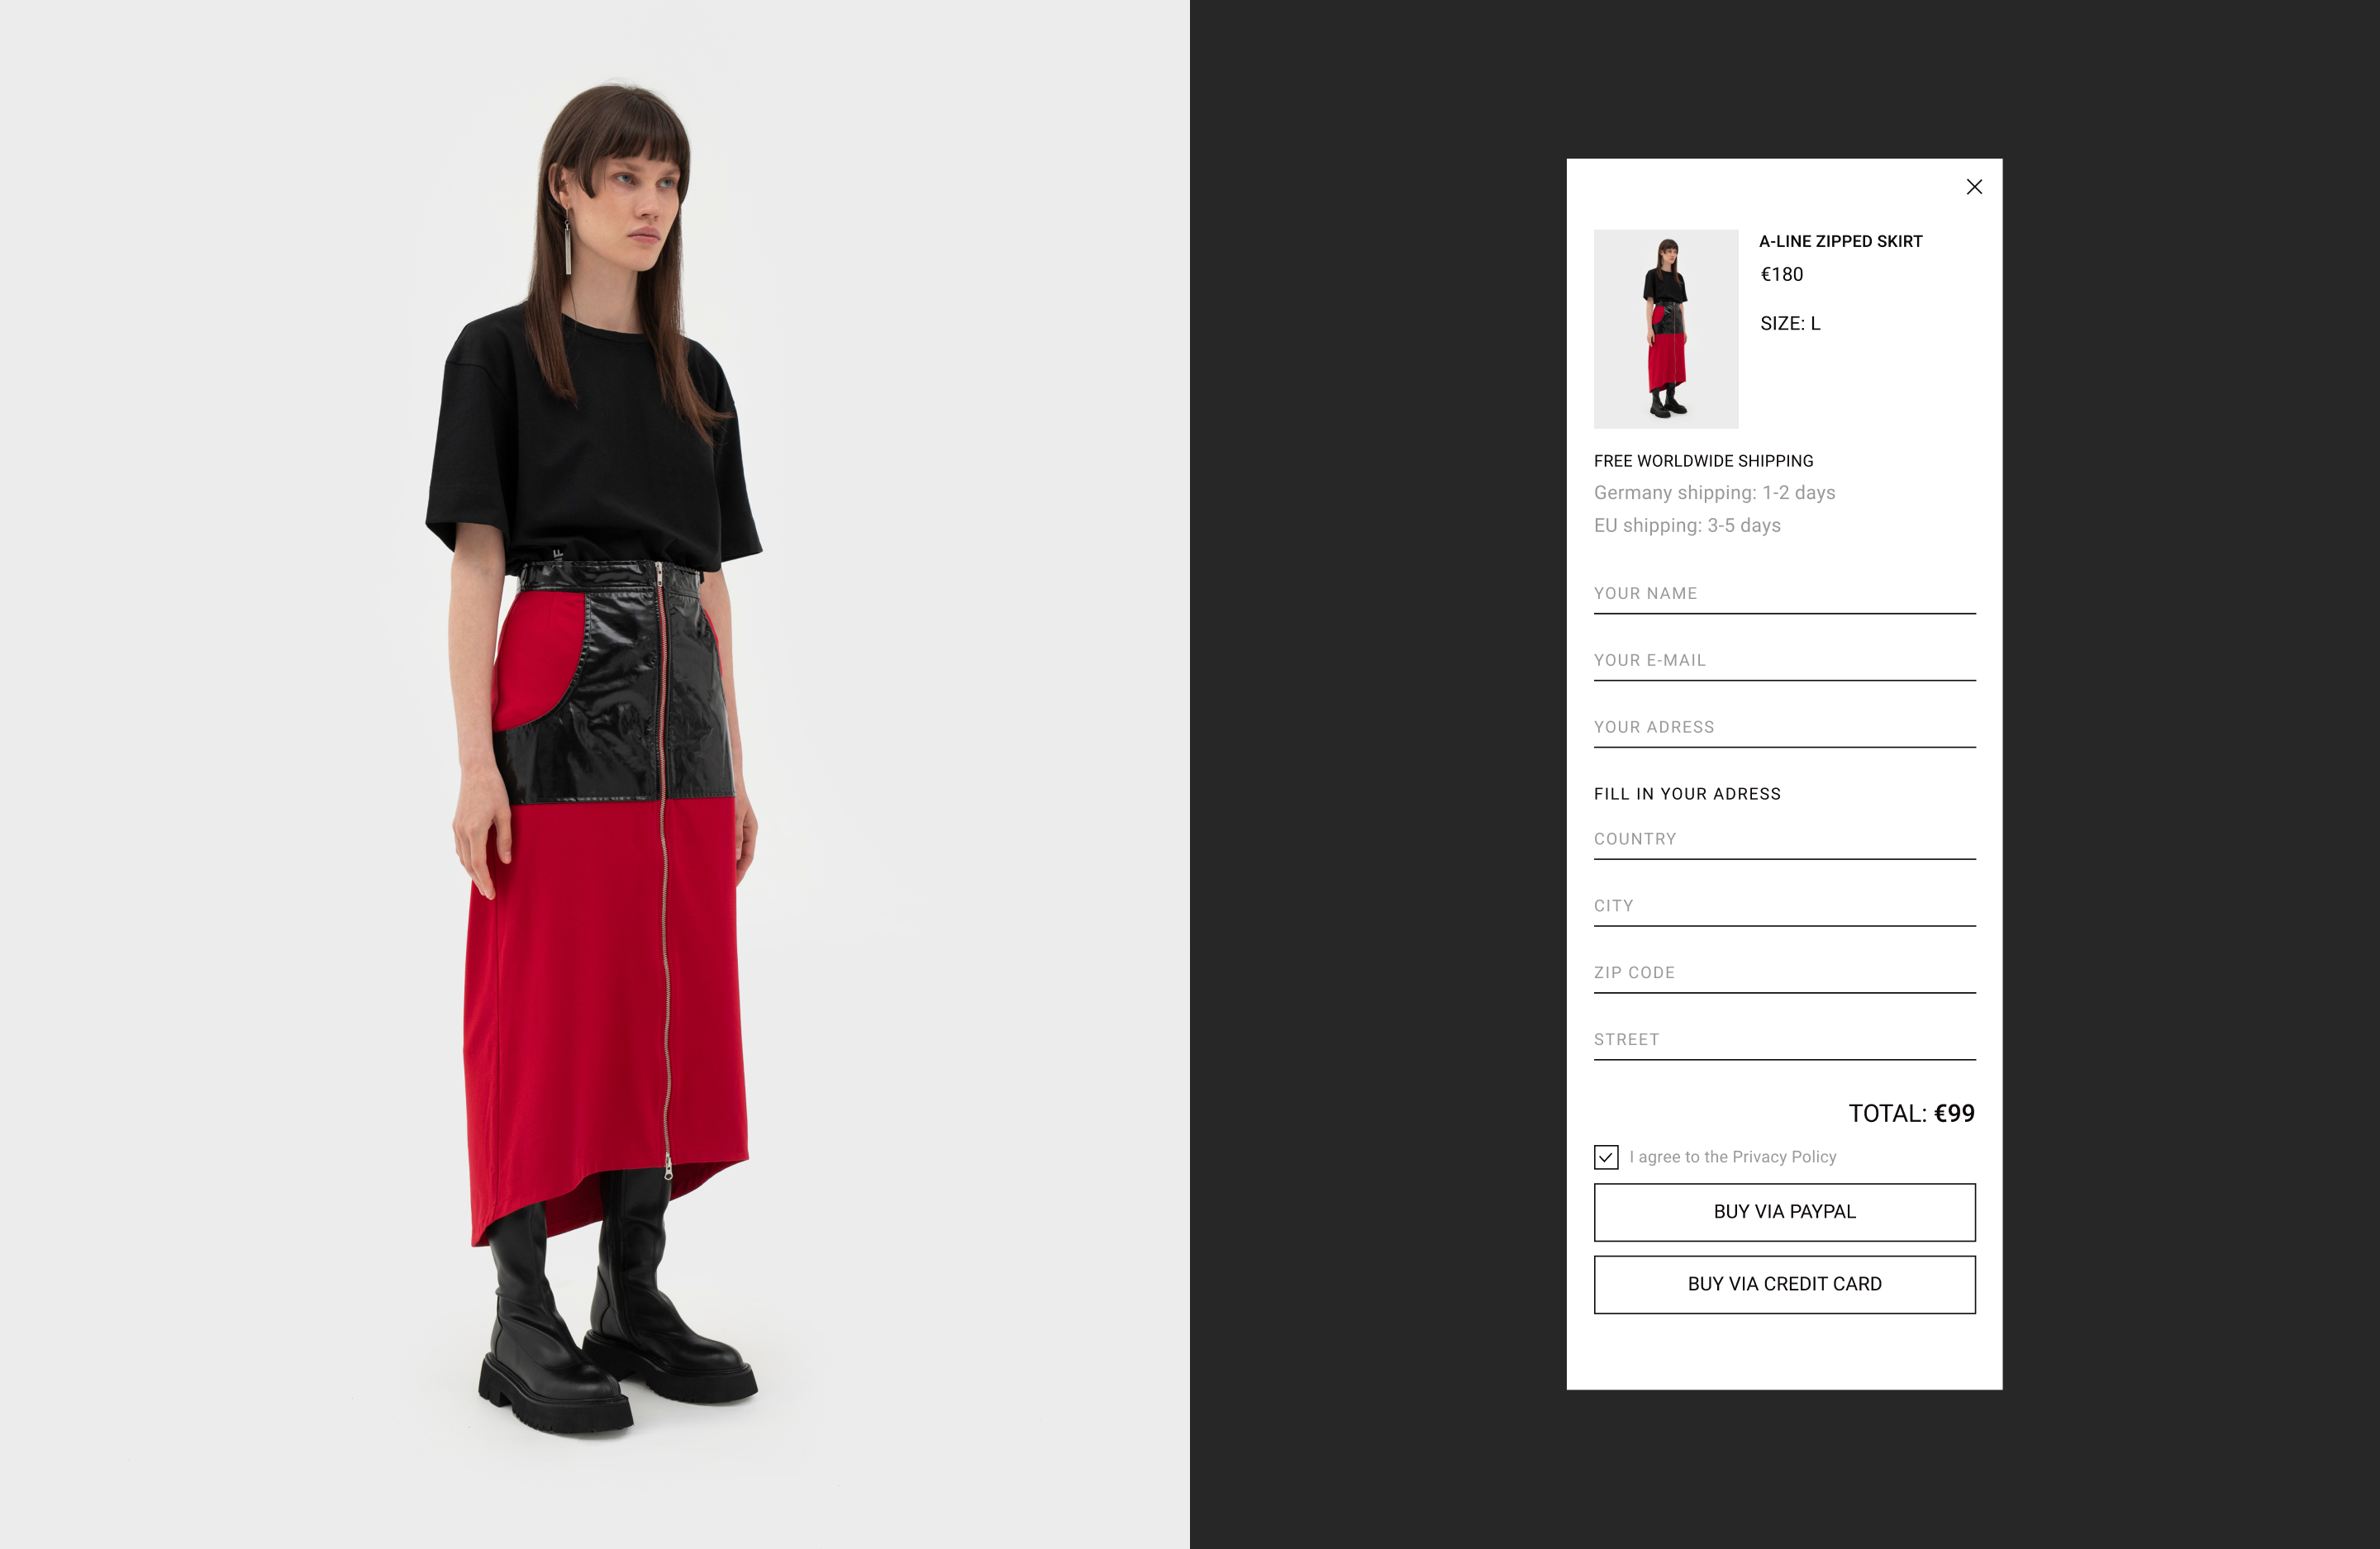 A-LINE ZIPPED SKIRT
€180
SIZE: L
FREE WORLDWIDE SHIPPING
Germany shipping: 1-2 days
EU shipping: 3-5 days
YOUR NAME
YOUR E-MAIL
YOUR ADRESS
FILL IN YOUR ADRESS
COUNTRY
CITY
ZIP CODE
STREET
TOTAL: €99
I agree to the Privacy Policy
BUY VIA PAYPAL
BUY VIA CREDIT CARD